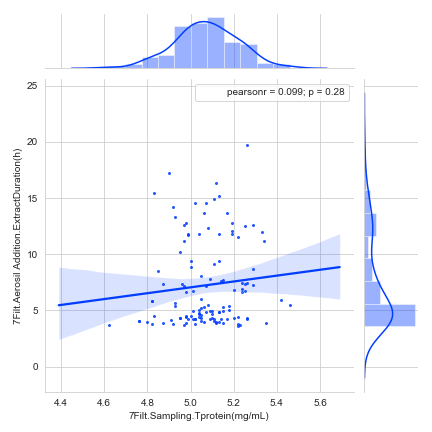 pearsonr = 0.099; p = 0.28
25
20
15
10
5
0
7Filt.Aerosil Addition.ExtractDuration(h)
4.4 4.6 4.8 5.0 5.2 5.4 5.6
7Filt.Sampling.Tprotein(mg/mL)